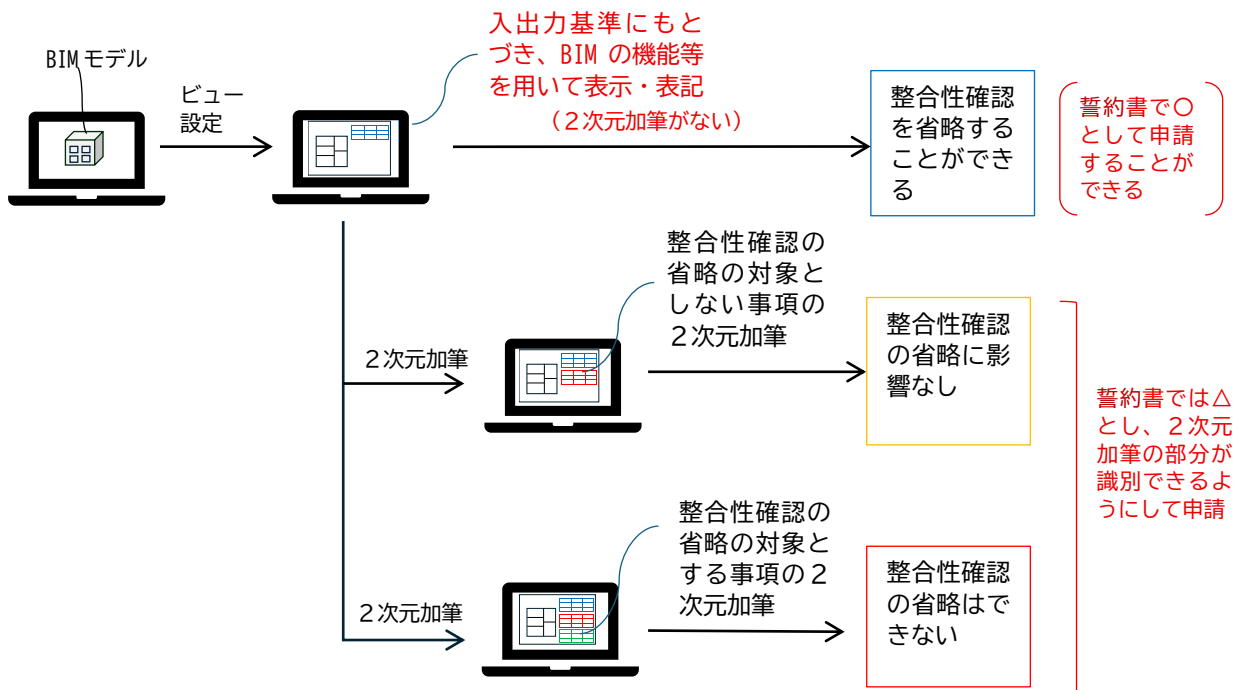 BIMモデル
ビュー
設定
入出力基準にもと
づき、BIM の機能等
を用いて表示・表記
（２次元加筆がない）
整合性確認
を省略する
ことができ
る
誓約書で〇
として申請
することが
できる
２次元加筆
整合性確認の
省略の対象と
しない事項の
２次元加筆
整合性確認
の省略に影
響なし
２次元加筆
整合性確認の
省略の対象と
する事項の２
次元加筆
整合性確認
の省略はで
きない
誓約書では△
とし、２次元
加筆の部分が
識別できるよ
うにして申請